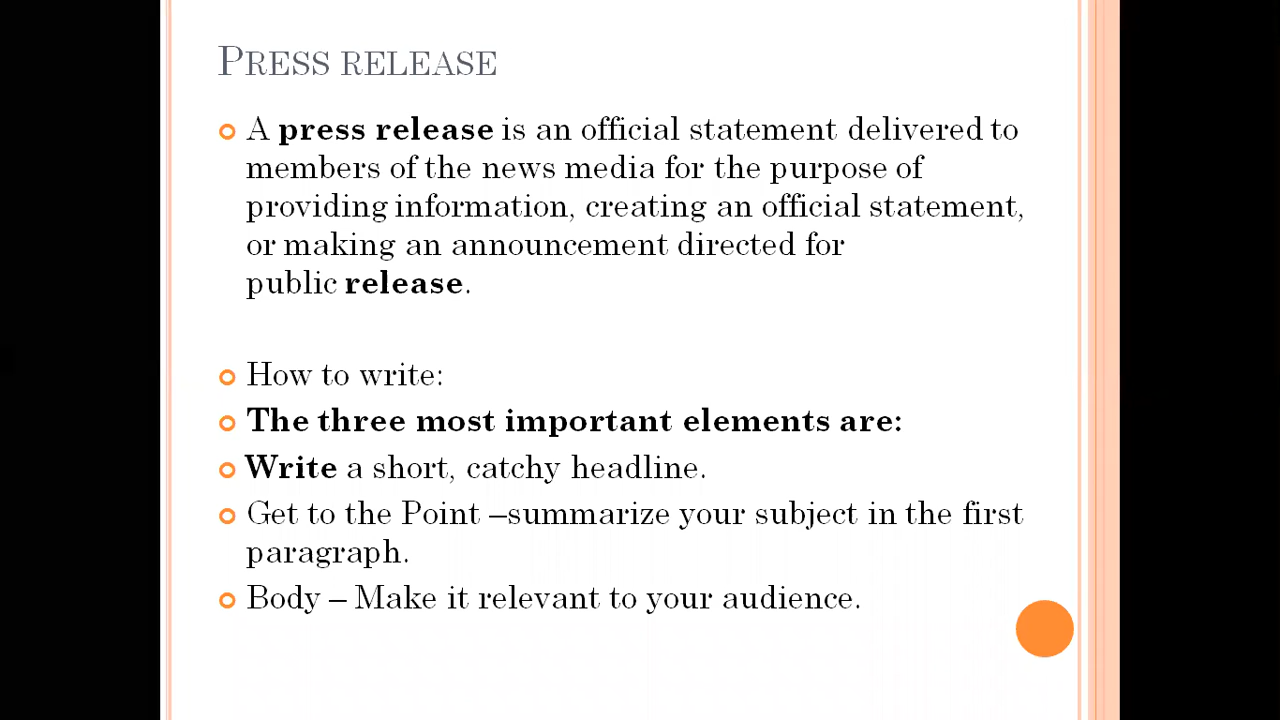 PRESS RELEASE
A press release is an official statement delivered to
members of the news media for the purpose of
providing information, creating an official statement,
or making an announcement directed for
public release.
How to write:
The three most important elements are:
Write a short, catchy headline.
Get to the Point –summarize your subject in the first
paragraph.
Body – Make it relevant to your audience.